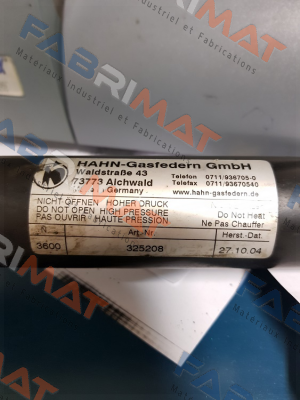 FABRIMAT
Materiaux Industriel et Fabrications
HAHN-Gasfedern GmbH
Waldstraße 43
73773 Aichwald
Germany
Telefon 0711/936705-0
Telefax 0711/93670540
www.hahn-gasfedern.de
NICHT ÖFFNEN HOHER DRUCK
DO NOT OPEN HIGH PRESSURE
PAS OUVRIR HAUTE PRESSION
Do Not Heat
Ne Pas Chauffer
Art.-Nr.
Herst.-Dat.
3600 325208 27.10.04